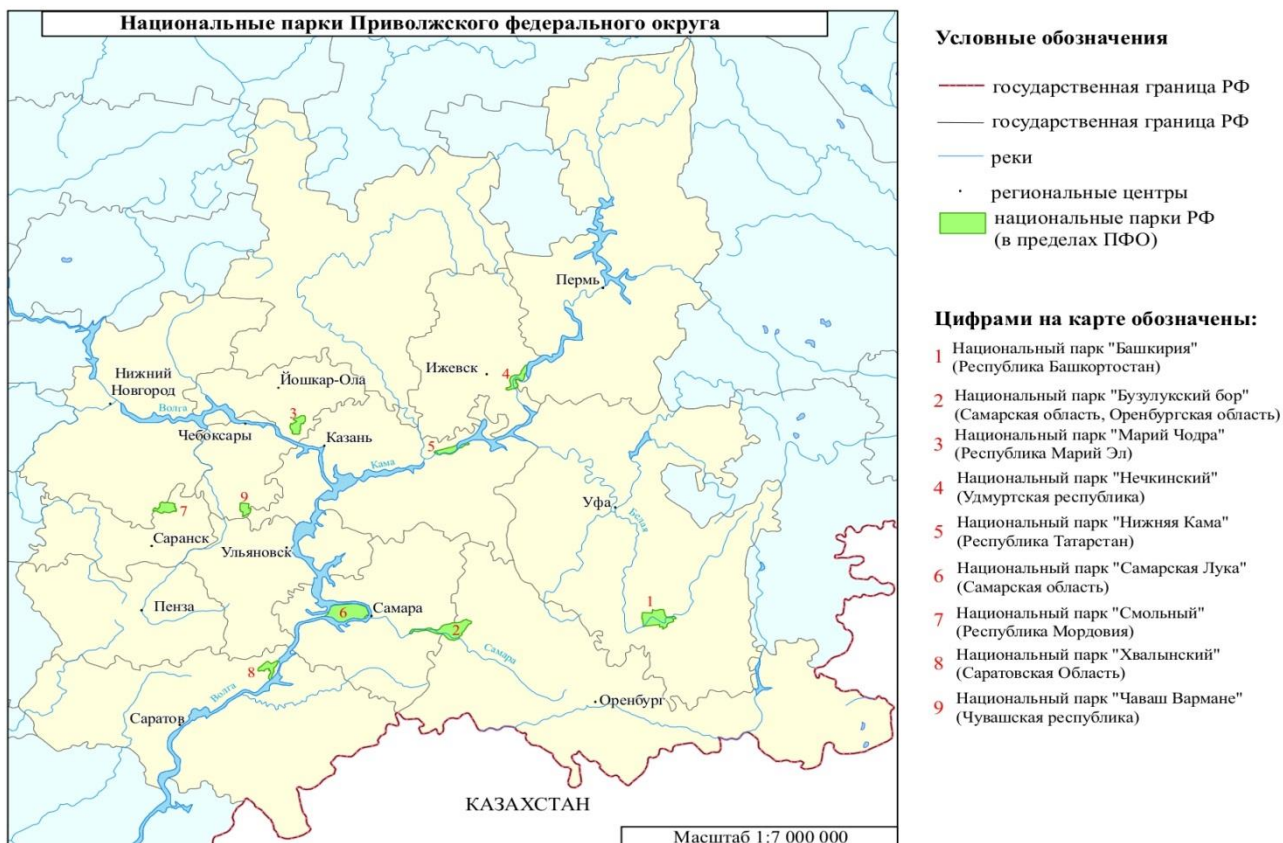 Национальные парки Приволжского федерального округа
Пермь
Ижевск
4
Нижний
Новгород
Йошкар-Ола
Волга
3
Чебоксары
Казань
5
Кама
9
7
Уфа
Белая
Саранск
Ульяновск
Пенза
6
Самара
1
2
Самара
8
Волга
Оренбург
Саратов
КАЗАХСТАН
Масштаб 1:7 000 000
Условные обозначения
государственная граница РФ
государственная граница РФ
реки
региональные центры
национальные парки РФ
(в пределах ПФО)
Цифрами на карте обозначены:
1 Национальный парк "Башкирия"
(Республика Башкортостан)
2 Национальный парк "Бузулукский бор"
(Самарская область, Оренбургская область)
3 Национальный парк "Марий Чодра"
(Республика Марий Эл)
4 Национальный парк "Нечкинский"
(Удмуртская республика)
5 Национальный парк "Нижняя Кама"
(Республика Татарстан)
6 Национальный парк "Самарская Лука"
(Самарская область)
7 Национальный парк "Смольный"
(Республика Мордовия)
8 Национальный парк "Хвалынский"
(Саратовская Область)
9 Национальный парк "Чаваш Вармане"
(Чувашская республика)